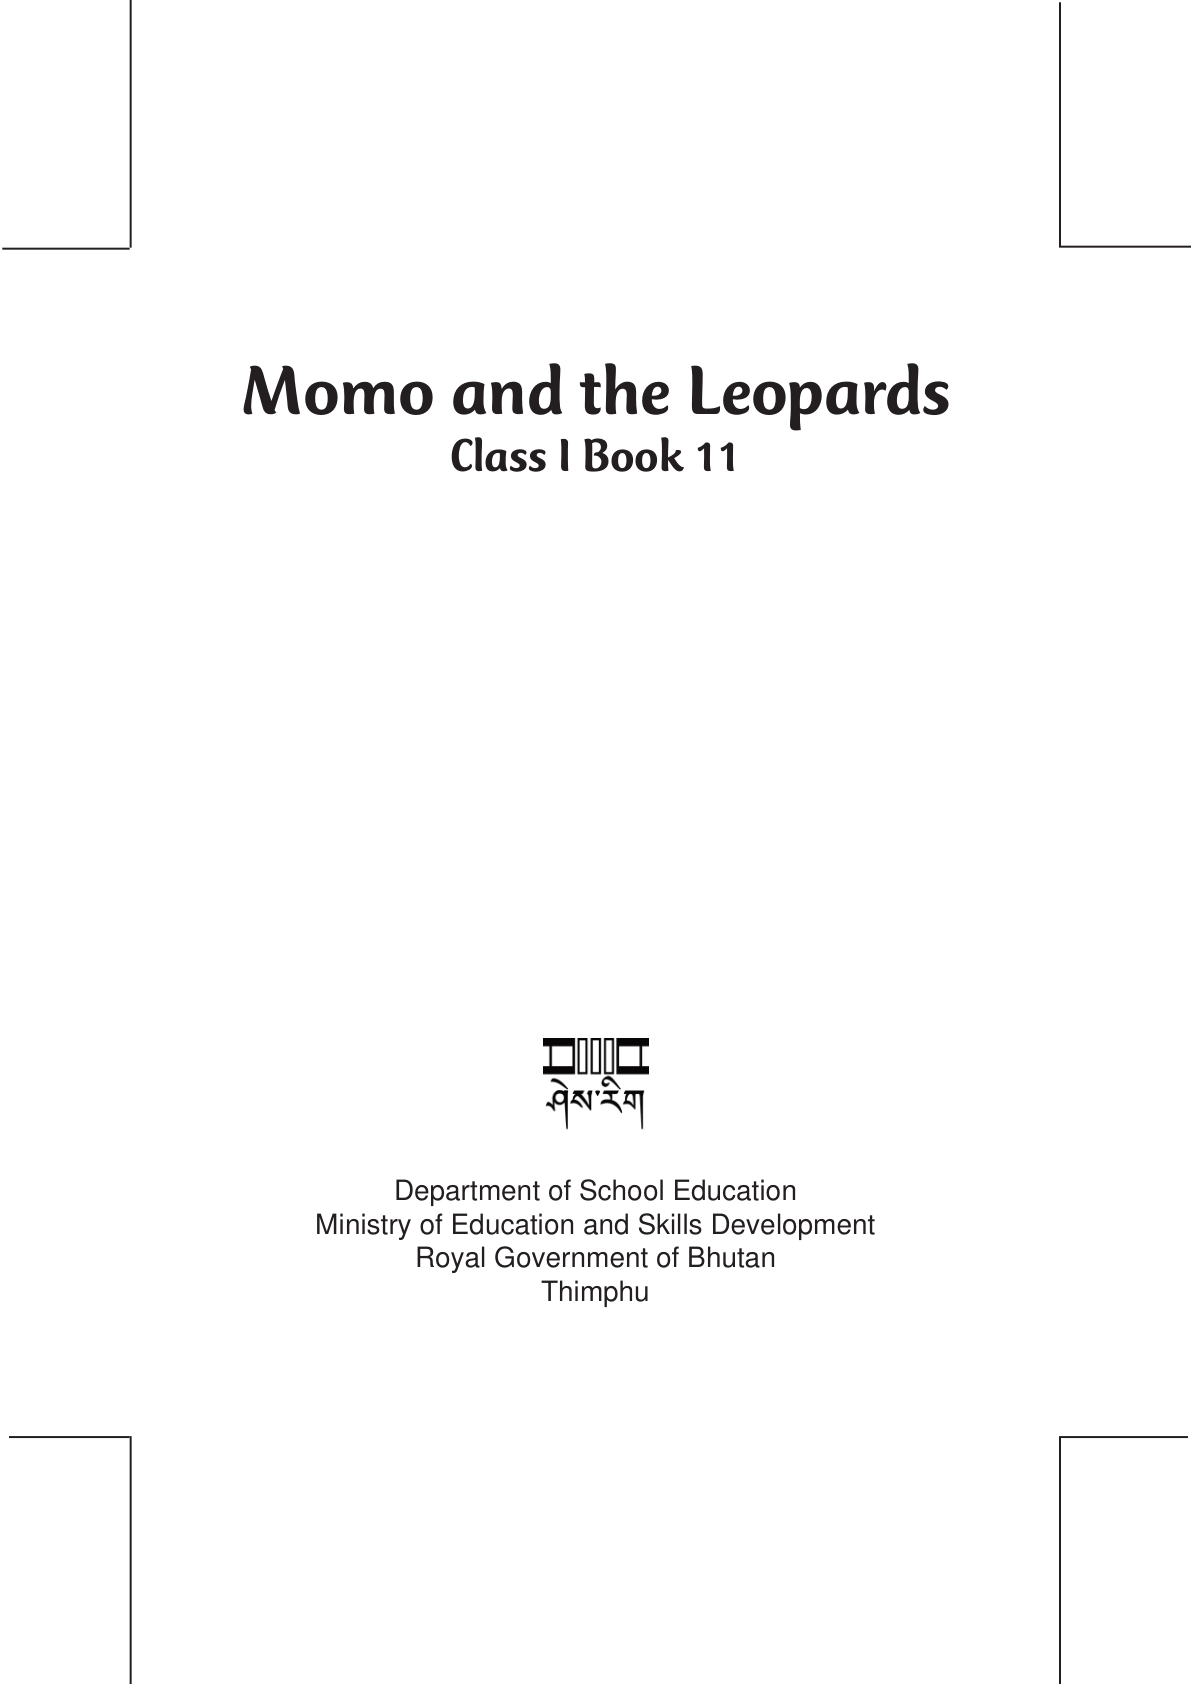 Momo and the Leopards
Class I Book 11
ཤེས་རིག
Department of School Education
Ministry of Education and Skills Development
Royal Government of Bhutan
Thimphu